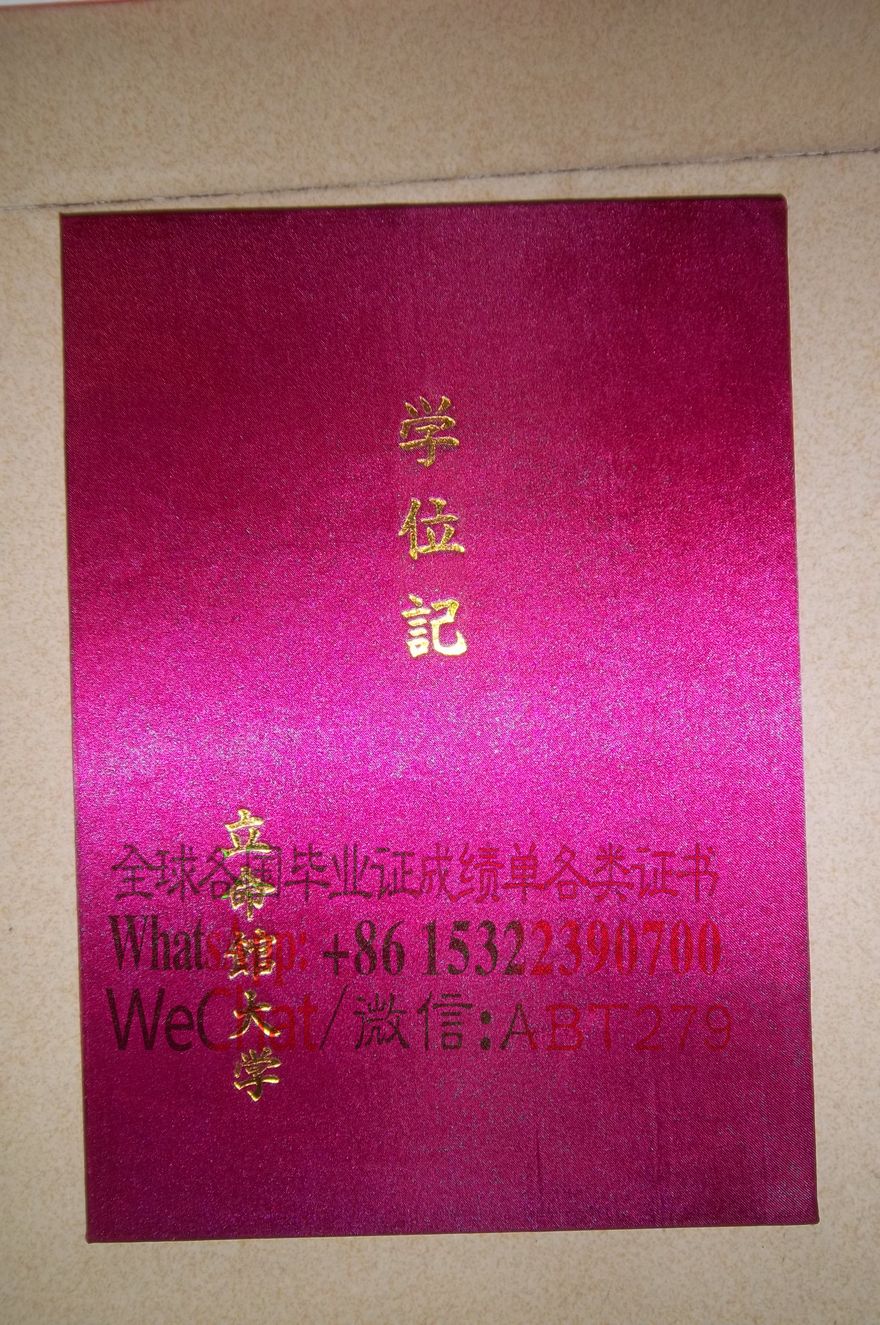 学位記
立命館大学
全球各国毕业证成绩单各类证书
WhatsApp: +86 15322390700
WeChat/微信:ABT279